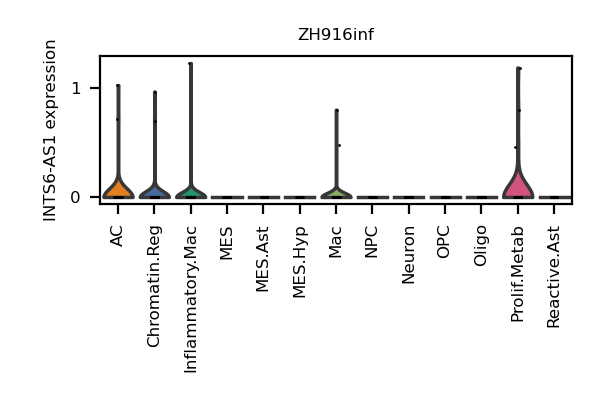 ZH916inf
INTS6-AS1 expression
1
0
AC
Chromatin.Reg
Inflammatory.Mac
MES
MES.Ast
MES.Hyp
Mac
NPC
Neuron
OPC
Oligo
Prolif.Metab
Reactive.Ast